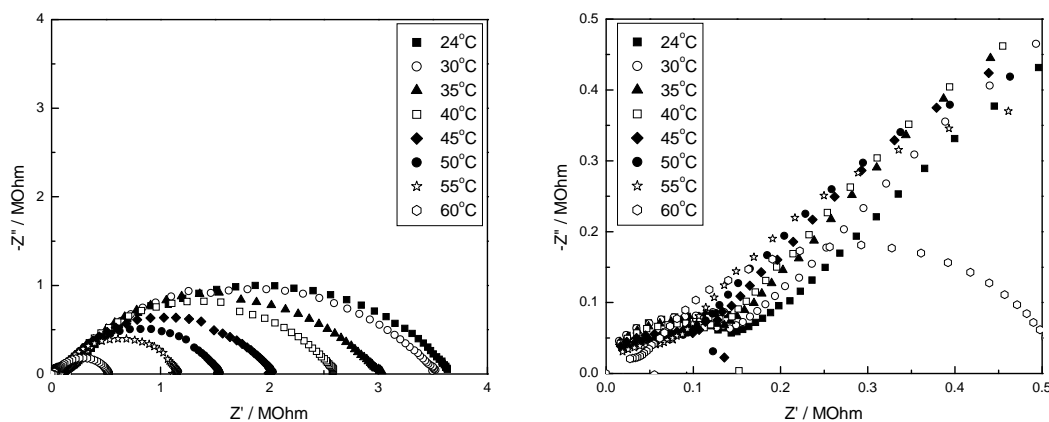 4
3
2
1
0
0 1 2 3 4
-Z" / MOhm
Z' / MOhm
24°C
30°C
35°C
40°C
45°C
50°C
55°C
60°C
0.5
0.4
0.3
0.2
0.1
0.0
0.0 0.1 0.2 0.3 0.4 0.5
-Z" / MOhm
Z' / MOhm
24°C
30°C
35°C
40°C
45°C
50°C
55°C
60°C